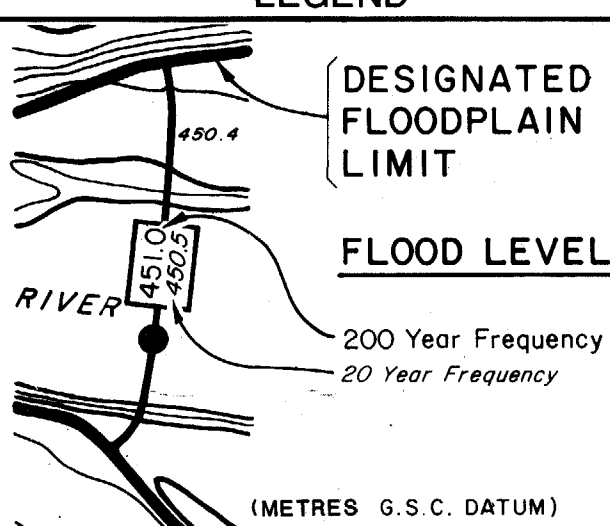 LEGEND
DESIGNATED
FLOODPLAIN
LIMIT
450.4
451.0
450.5
FLOOD LEVEL
RIVER
200 Year Frequency
20 Year Frequency
(METRES G.S.C. DATUM)